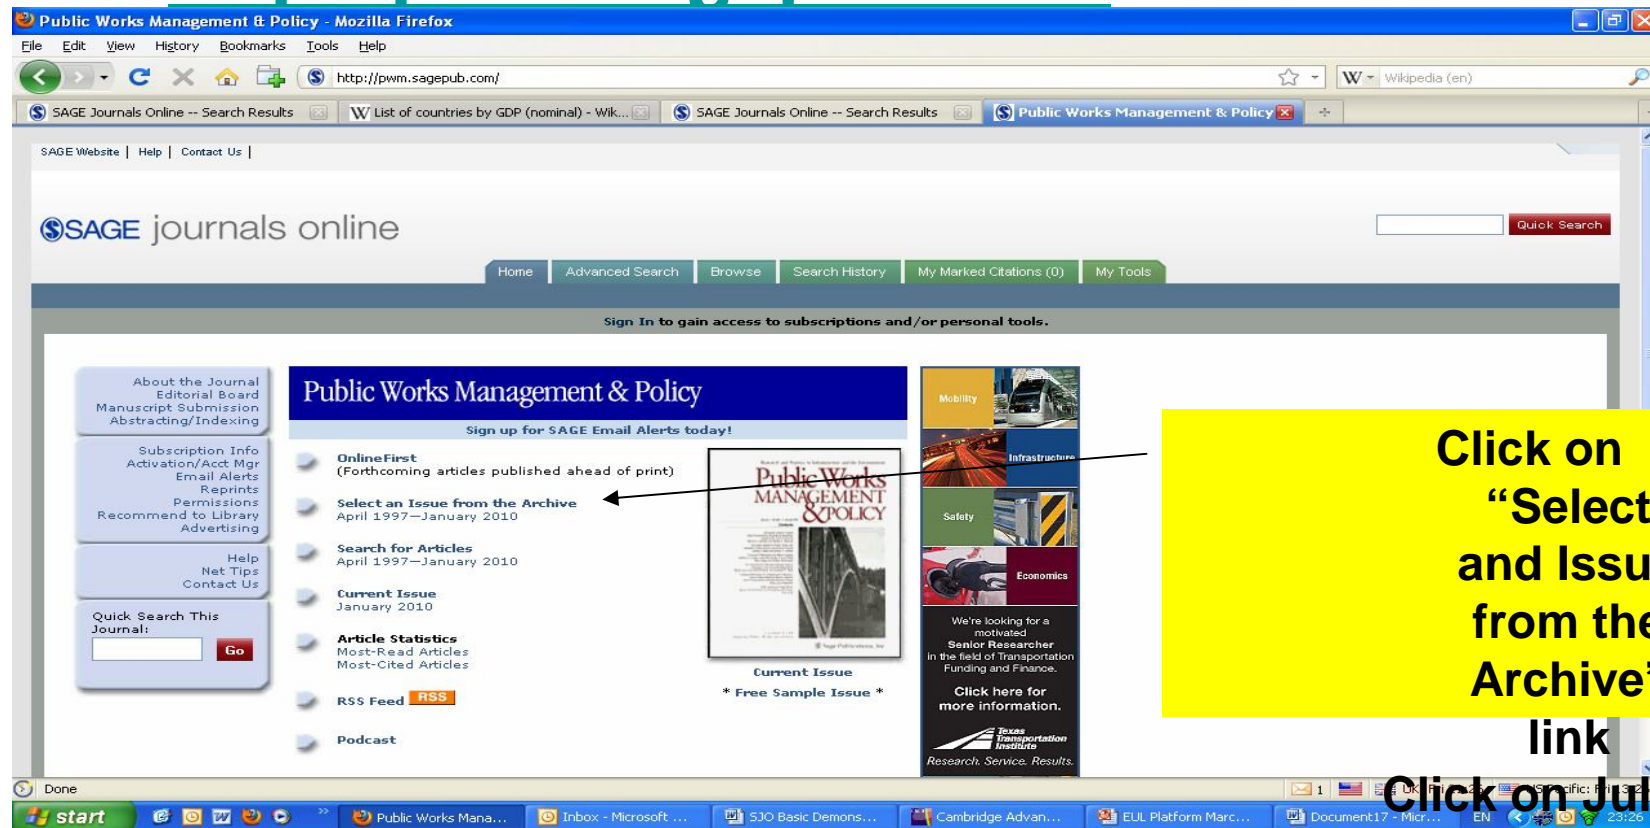 Public Works Management & Policy - Mozilla Firefox
File Edit View History Bookmarks Tools Help
http://pwm.sagepub.com/
W Wikipedia (en)
SAGE Journals Online -- Search Results
W List of countries by GDP (nominal) - Wik...
SAGE Journals Online -- Search Results
Public Works Management & Policy
SAGE Website | Help | Contact Us |
SAGE journals online
Quick Search
Home
Advanced Search
Browse
Search History
My Marked Citations (0)
My Tools
Sign In to gain access to subscriptions and/or personal tools.
About the Journal
Editorial Board
Manuscript Submission
Abstracting/Indexing
Subscription Info
Activation/Acct Mgr
Email Alerts
Reprints
Permissions
Recommend to Library
Advertising
Help
Net Tips
Contact Us
Quick Search This
Journal:
Go
Public Works Management & Policy
Sign up for SAGE Email Alerts today!
OnlineFirst
(Forthcoming articles published ahead of print)
Select an Issue from the Archive
April 1997—January 2010
Search for Articles
April 1997—January 2010
Current Issue
January 2010
Article Statistics
Most-Read Articles
Most-Cited Articles
RSS Feed RSS
Podcast
Public Works
MANAGEMENT
&POLICY
Current Issue
* Free Sample Issue *
Mobility
Infrastructure
Safety
Economics
We're looking for a
motivated
Senior Researcher
in the field of Transportation
Funding and Finance.
Click here for
more information.
Texas
Transportation
Institute
Research. Service. Results.
Click on
“Select
and Issu
from the
Archive”
link
Click on Jul
Done
1
start
Public Works Mana...
Inbox - Microsoft ...
SJO Basic Demons...
Cambridge Advan...
EUL Platform Marc...
Document17 - Micr...
EN
23:26